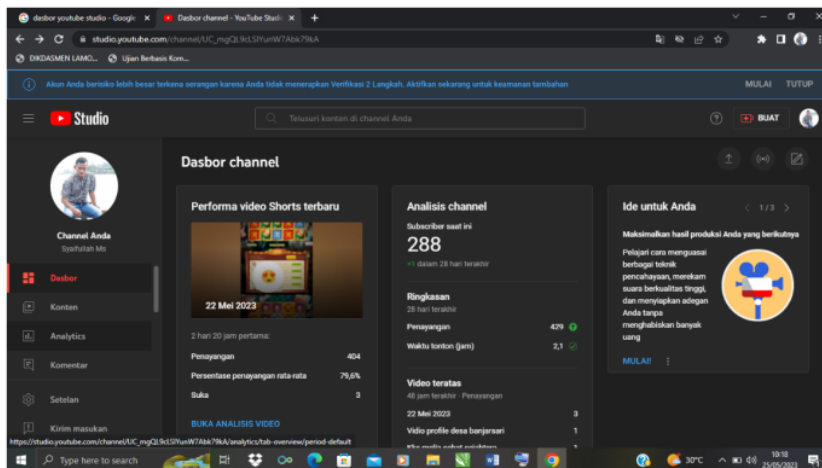 dasbor youtube studio - Google
Dasbor channel - YouTube Studi
studio.youtube.com/channel/UC_mgQL9cLSlYunW7Abk79kA
DIKDASMEN LAMO...
Ujian Berbasis Kom...
Akun Anda berisiko lebih besar terkena serangan karena Anda tidak menerapkan Verifikasi 2 Langkah. Aktifkan sekarang untuk keamanan tambahan
MULAI TUTUP
Studio
Telusuri konten di channel Anda
BUAT
Channel Anda
Syaifullah Ms
Dasbor
Konten
Analytics
Komentar
Setelan
Kirim masukan
Dasbor channel
Performa video Shorts terbaru
22 Mei 2023
2 hari 20 jam pertama:
Penayangan 404
Persentase penayangan rata-rata 79,6%
Suka 3
BUKA ANALISIS VIDEO
Analisis channel
Subscriber saat ini
288
+1 dalam 28 hari terakhir
Ringkasan
28 hari terakhir
Penayangan 429
Waktu tonton (jam) 2,1
Video teratas
48 jam terakhir · Penayangan
22 Mei 2023 3
Vidio profile desa banjarsari 1
Ide untuk Anda
1 / 3
Maksimalkan hasil produksi Anda yang berikutnya
Pelajari cara menguasai
berbagai teknik
pencahayaan, merekam
suara berkualitas tinggi,
dan menyiapkan adegan
Anda tanpa
menghabiskan banyak
uang
MULAI!
https://studio.youtube.com/channel/UC_mgQL9cLSlYunW7Abk79kA/analytics/tab-overview/period-default
Type here to search
30°C
10:18
25/05/2023